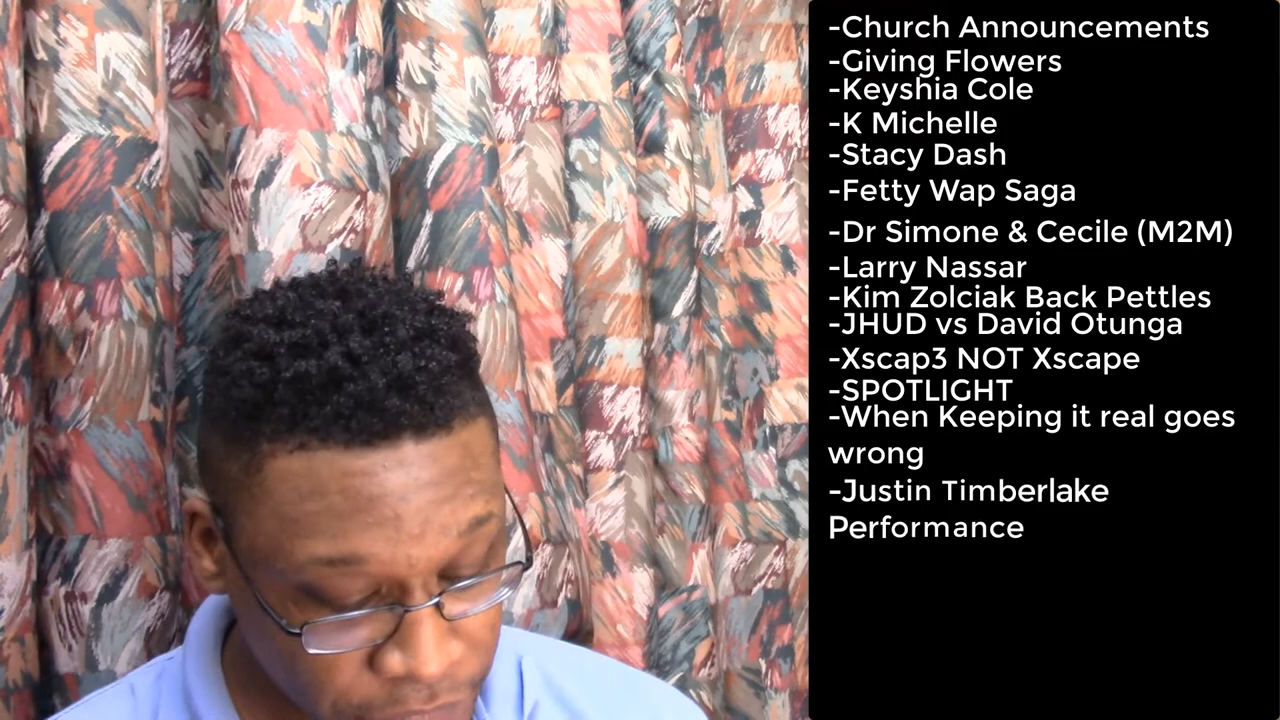 -Church Announcements
-Giving Flowers
-Keyshia Cole
-K Michelle
-Stacy Dash
-Fetty Wap Saga
-Dr Simone & Cecile (M2M)
-Larry Nassar
-Kim Zolciak Back Pettles
-JHUD vs David Otunga
-Xscap3 NOT Xscape
-SPOTLIGHT
-When Keeping it real goes
wrong
-Justin Timberlake
Performance